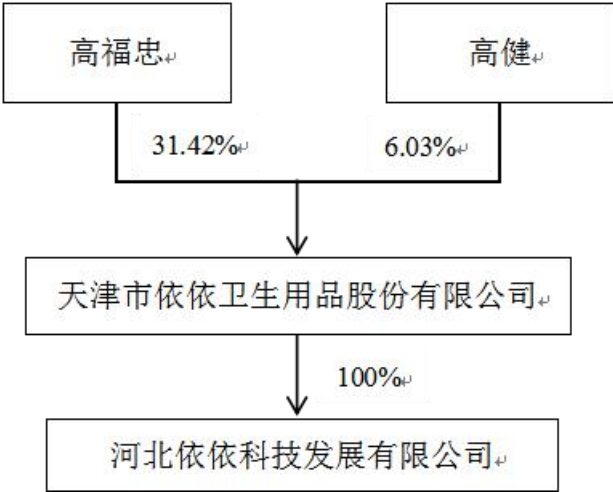 高福忠
高健
31.42%
6.03%
天津市依依卫生用品股份有限公司
100%
河北依依科技发展有限公司